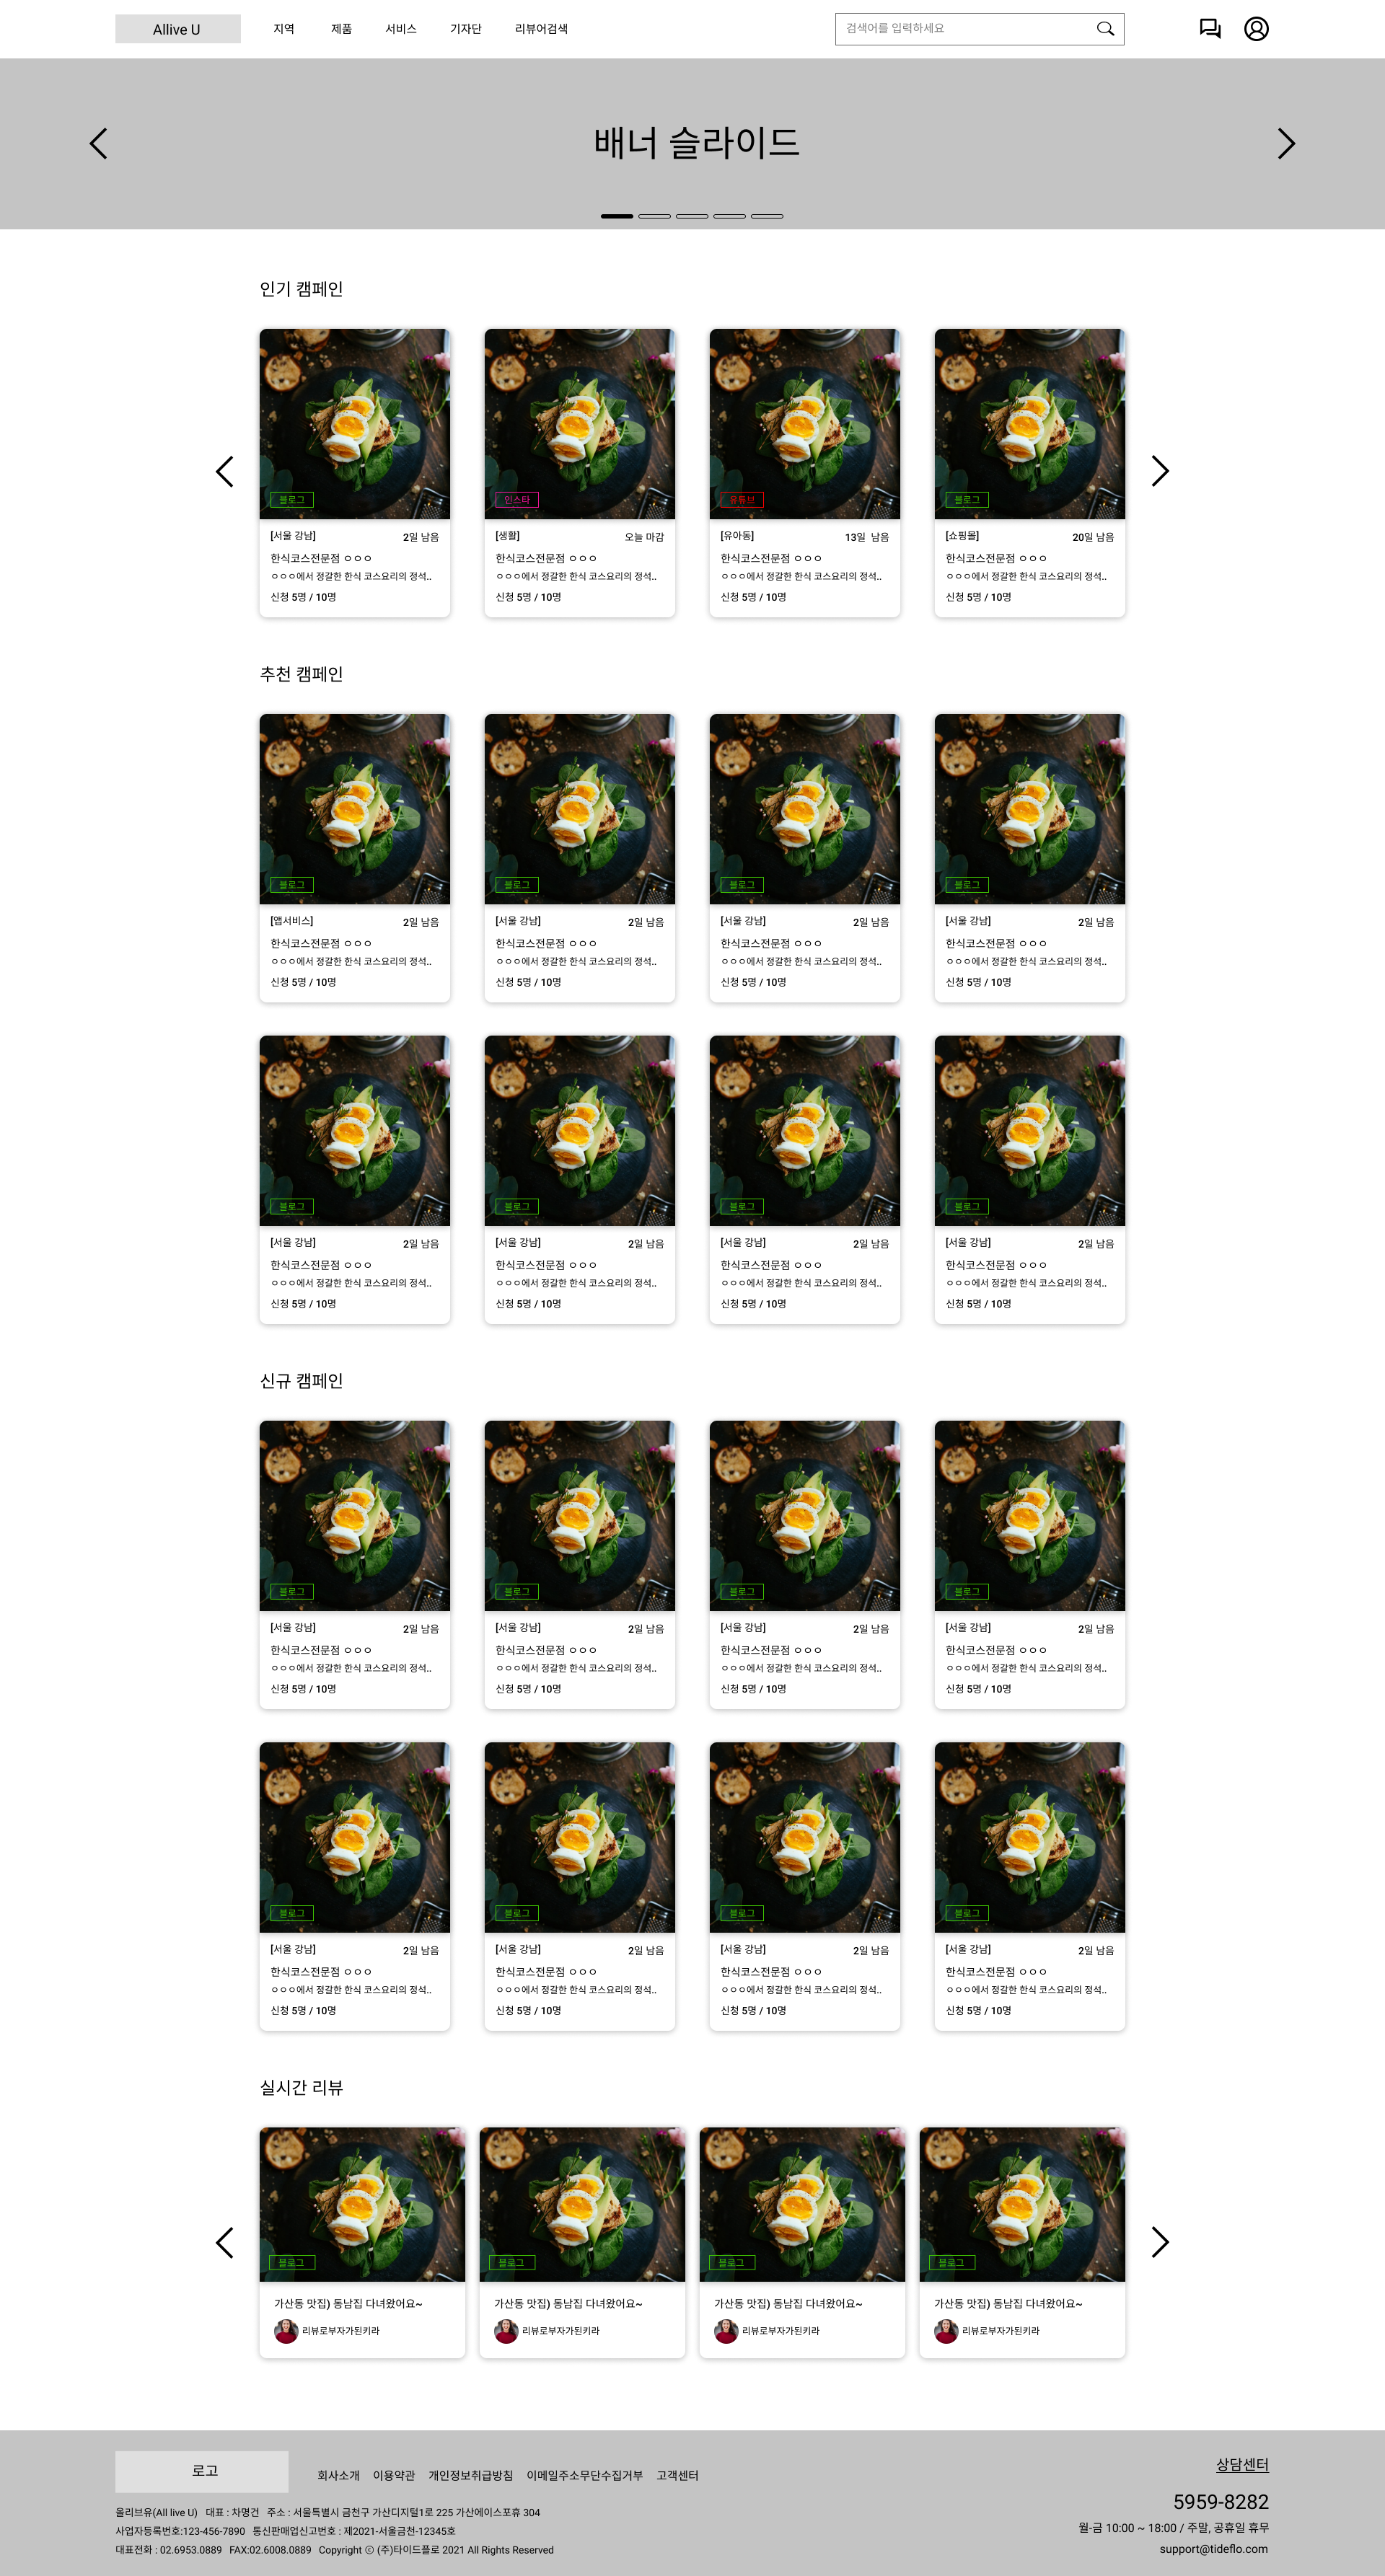 Allive U 지역 제품 서비스 기자단 리뷰어검색 검색어를 입력하세요
배너 슬라이드
인기 캠페인
블로그 인스타 유튜브 블로그
[서울 강남] 2일 남음 [생활] 오늘 마감 [유아동] 13일 남음 [쇼핑몰] 20일 남음
한식코스전문점 ㅇㅇㅇ 한식코스전문점 ㅇㅇㅇ 한식코스전문점 ㅇㅇㅇ 한식코스전문점 ㅇㅇㅇ
ㅇㅇㅇ에서 정갈한 한식 코스요리의 정석.. ㅇㅇㅇ에서 정갈한 한식 코스요리의 정석.. ㅇㅇㅇ에서 정갈한 한식 코스요리의 정석.. ㅇㅇㅇ에서 정갈한 한식 코스요리의 정석..
신청 5명 / 10명 신청 5명 / 10명 신청 5명 / 10명 신청 5명 / 10명
추천 캠페인
블로그 블로그 블로그 블로그
[앱서비스] 2일 남음 [서울 강남] 2일 남음 [서울 강남] 2일 남음 [서울 강남] 2일 남음
한식코스전문점 ㅇㅇㅇ 한식코스전문점 ㅇㅇㅇ 한식코스전문점 ㅇㅇㅇ 한식코스전문점 ㅇㅇㅇ
ㅇㅇㅇ에서 정갈한 한식 코스요리의 정석.. ㅇㅇㅇ에서 정갈한 한식 코스요리의 정석.. ㅇㅇㅇ에서 정갈한 한식 코스요리의 정석.. ㅇㅇㅇ에서 정갈한 한식 코스요리의 정석..
신청 5명 / 10명 신청 5명 / 10명 신청 5명 / 10명 신청 5명 / 10명
블로그 블로그 블로그 블로그
[서울 강남] 2일 남음 [서울 강남] 2일 남음 [서울 강남] 2일 남음 [서울 강남] 2일 남음
한식코스전문점 ㅇㅇㅇ 한식코스전문점 ㅇㅇㅇ 한식코스전문점 ㅇㅇㅇ 한식코스전문점 ㅇㅇㅇ
ㅇㅇㅇ에서 정갈한 한식 코스요리의 정석.. ㅇㅇㅇ에서 정갈한 한식 코스요리의 정석.. ㅇㅇㅇ에서 정갈한 한식 코스요리의 정석.. ㅇㅇㅇ에서 정갈한 한식 코스요리의 정석..
신청 5명 / 10명 신청 5명 / 10명 신청 5명 / 10명 신청 5명 / 10명
신규 캠페인
블로그 블로그 블로그 블로그
[서울 강남] 2일 남음 [서울 강남] 2일 남음 [서울 강남] 2일 남음 [서울 강남] 2일 남음
한식코스전문점 ㅇㅇㅇ 한식코스전문점 ㅇㅇㅇ 한식코스전문점 ㅇㅇㅇ 한식코스전문점 ㅇㅇㅇ
ㅇㅇㅇ에서 정갈한 한식 코스요리의 정석.. ㅇㅇㅇ에서 정갈한 한식 코스요리의 정석.. ㅇㅇㅇ에서 정갈한 한식 코스요리의 정석.. ㅇㅇㅇ에서 정갈한 한식 코스요리의 정석..
신청 5명 / 10명 신청 5명 / 10명 신청 5명 / 10명 신청 5명 / 10명
블로그 블로그 블로그 블로그
[서울 강남] 2일 남음 [서울 강남] 2일 남음 [서울 강남] 2일 남음 [서울 강남] 2일 남음
한식코스전문점 ㅇㅇㅇ 한식코스전문점 ㅇㅇㅇ 한식코스전문점 ㅇㅇㅇ 한식코스전문점 ㅇㅇㅇ
ㅇㅇㅇ에서 정갈한 한식 코스요리의 정석.. ㅇㅇㅇ에서 정갈한 한식 코스요리의 정석.. ㅇㅇㅇ에서 정갈한 한식 코스요리의 정석.. ㅇㅇㅇ에서 정갈한 한식 코스요리의 정석..
신청 5명 / 10명 신청 5명 / 10명 신청 5명 / 10명 신청 5명 / 10명
실시간 리뷰
블로그 블로그 블로그 블로그
가산동 맛집) 동남집 다녀왔어요~ 가산동 맛집) 동남집 다녀왔어요~ 가산동 맛집) 동남집 다녀왔어요~ 가산동 맛집) 동남집 다녀왔어요~
리뷰로부자가된키라 리뷰로부자가된키라 리뷰로부자가된키라 리뷰로부자가된키라
로고 회사소개 이용약관 개인정보취급방침 이메일주소무단수집거부 고객센터
올리브유(All live U) 대표 : 차명건 주소 : 서울특별시 금천구 가산디지털1로 225 가산에이스포휴 304
사업자등록번호:123-456-7890 통신판매업신고번호 : 제2021-서울금천-12345호
대표전화 : 02.6953.0889 FAX:02.6008.0889 Copyright ⓒ (주)타이드플로 2021 All Rights Reserved
상담센터
5959-8282
월-금 10:00 ~ 18:00 / 주말, 공휴일 휴무
support@tideflo.com